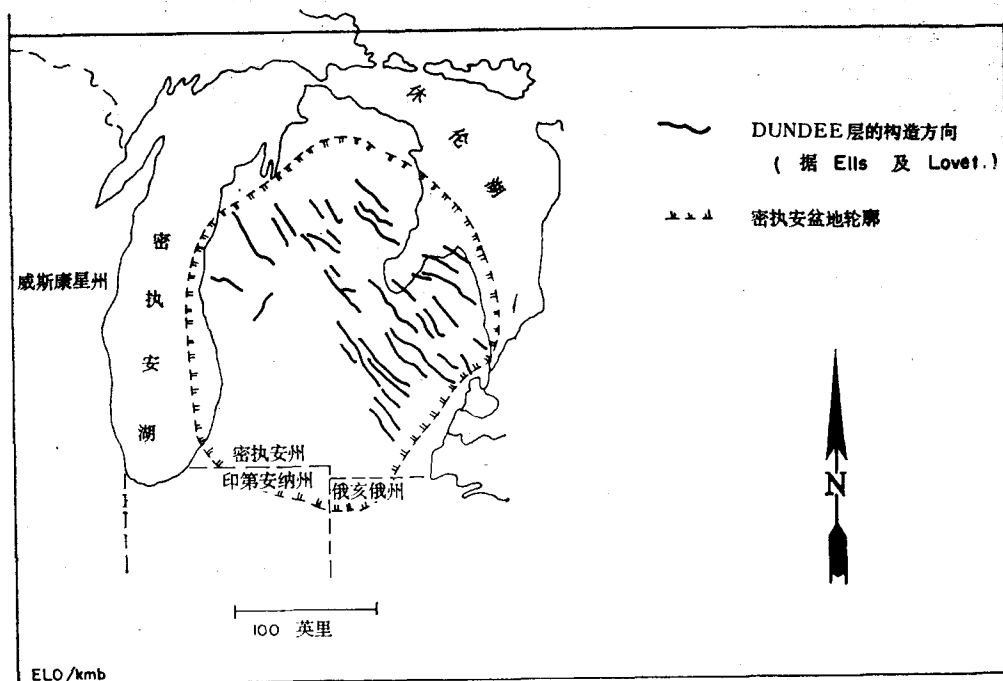 休伦湖
DUNDEE层的构造方向
( 据 Ells 及 Lovet.)
密执安盆地轮廓
威斯康星州
密执安湖
密执安州
印第安纳州
俄亥俄州
N
100 英里
ELO/kmb